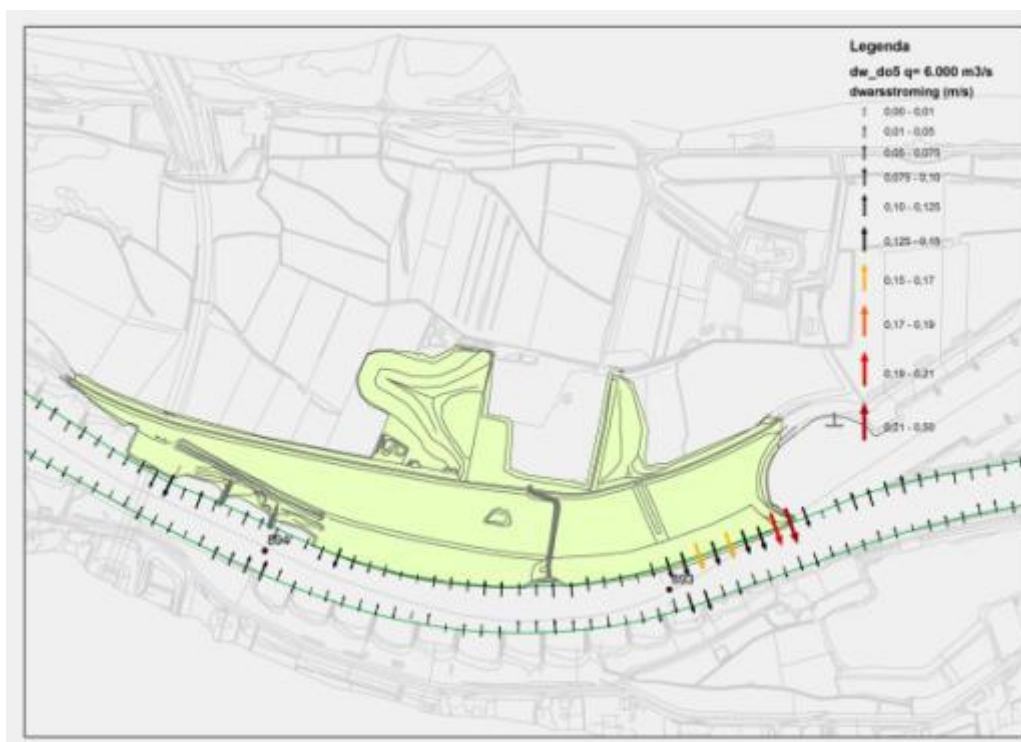 Legenda
dw_do5 q= 6.000 m3/s
dwarsstroming (m/s)
0,00 - 0,01
0,01 - 0,05
0,05 - 0,075
0,075 - 0,10
0,10 - 0,125
0,125 - 0,15
0,15 - 0,17
0,17 - 0,19
0,19 - 0,21
0,21 - 0,50
894
893